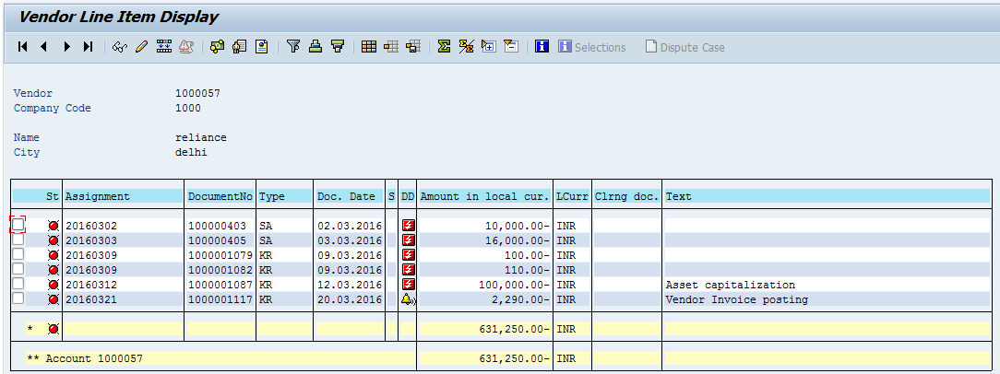 Vendor Line Item Display
Selections Dispute Case
Vendor 1000057
Company Code 1000
Name reliance
City delhi
St Assignment DocumentNo Type Doc. Date S DD Amount in local cur. LCurr Clrng doc. Text
20160302 100000403 SA 02.03.2016 10,000.00- INR
20160303 100000405 SA 03.03.2016 16,000.00- INR
20160309 1000001079 KR 09.03.2016 100.00- INR
20160309 1000001082 KR 09.03.2016 110.00- INR
20160312 1000001087 KR 12.03.2016 100,000.00- INR Asset capitalization
20160321 1000001117 KR 20.03.2016 2,290.00- INR Vendor Invoice posting
* 631,250.00- INR
** Account 1000057 631,250.00- INR